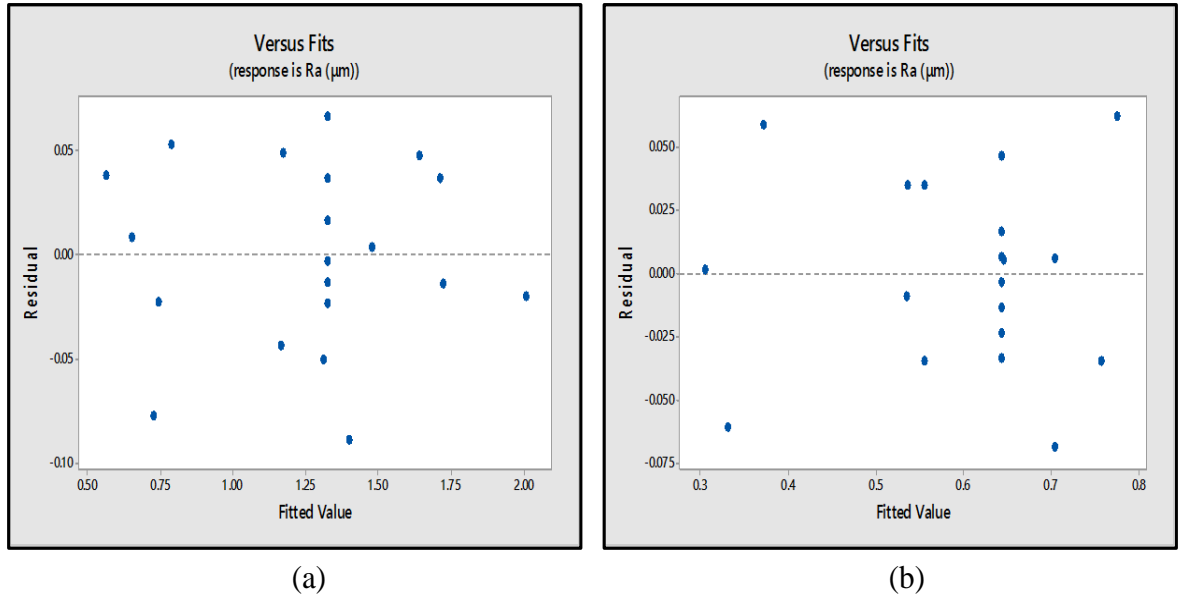 Versus Fits
(response is Ra (µm))
0.05
0.00
-0.05
-0.10
Residual
0.50 0.75 1.00 1.25 1.50 1.75 2.00
Fitted Value
(a)
Versus Fits
(response is Ra (µm))
0.050
0.025
0.000
-0.025
-0.050
-0.075
Residual
0.3 0.4 0.5 0.6 0.7 0.8
Fitted Value
(b)